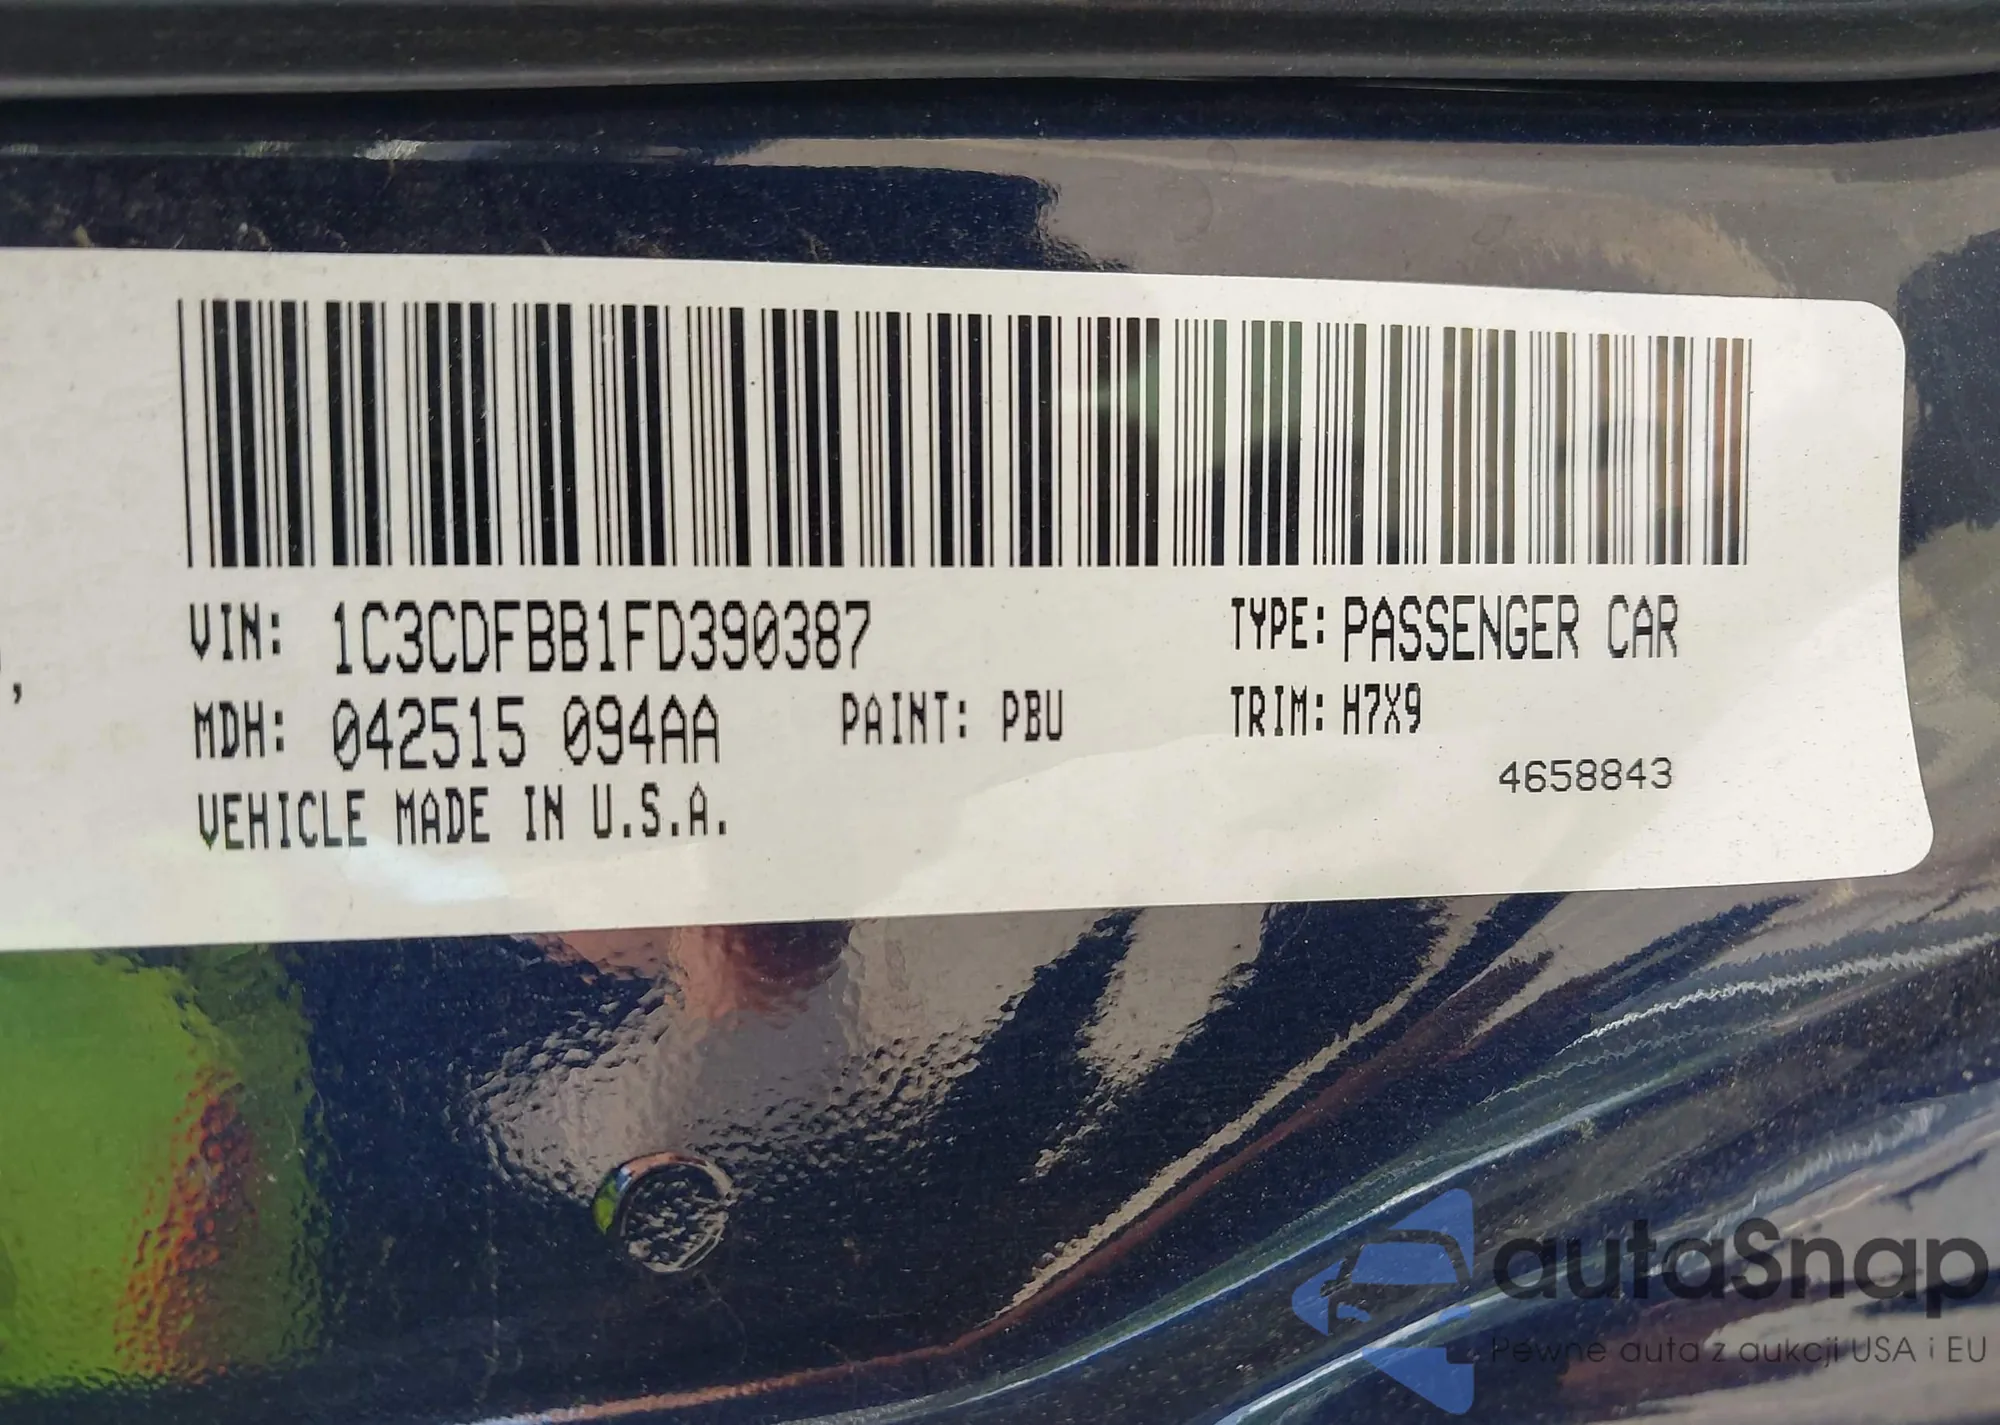 VIN: 1C3CDFBB1FD390387 TYPE: PASSENGER CAR
MDH: 042515 094AA PAINT: PBU TRIM: H7X9
4658843
VEHICLE MADE IN U.S.A.
,
autaSnap
Pewne auta z aukcji USA i EU